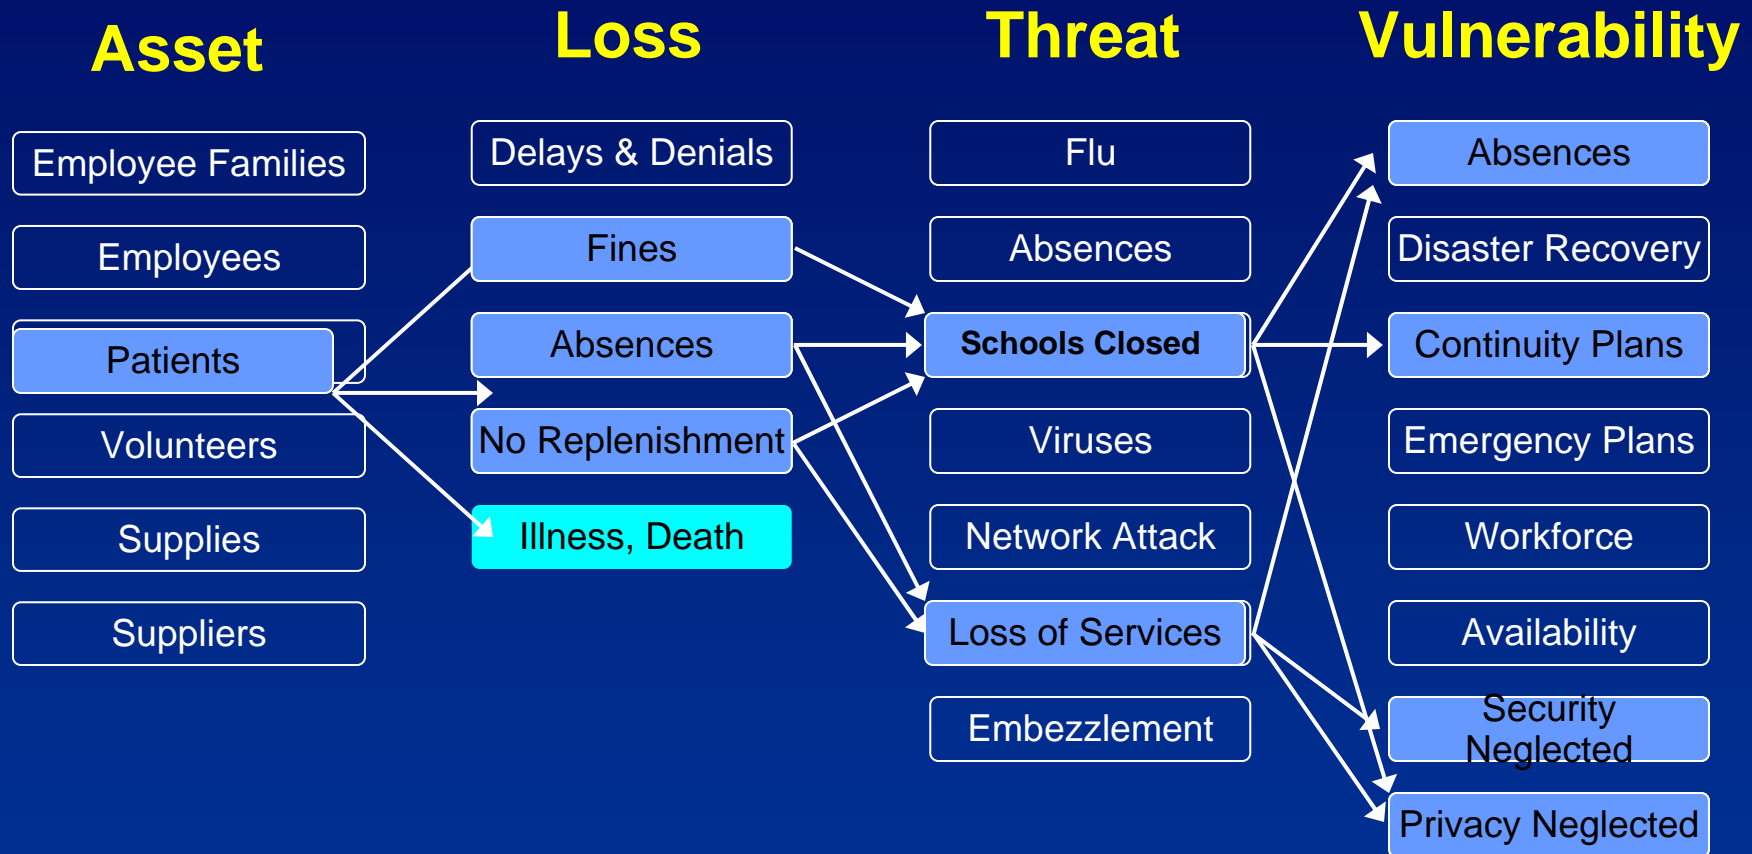 Asset
Loss
Threat
Vulnerability
Employee Families
Employees
Patients
Volunteers
Supplies
Suppliers
Delays & Denials
Fines
Absences
No Replenishment
Illness, Death
Flu
Absences
Schools Closed
Viruses
Network Attack
Loss of Services
Embezzlement
Absences
Disaster Recovery
Continuity Plans
Emergency Plans
Workforce
Availability
Security
Neglected
Privacy Neglected